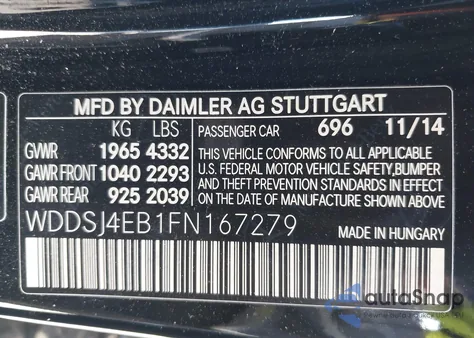 MFD BY DAIMLER AG STUTTGART
KG LBS PASSENGER CAR 696 11/14
GVWR 1965 4332
GAWR FRONT 1040 2293
GAWR REAR 925 2039
THIS VEHICLE CONFORMS TO ALL APPLICABLE
U.S. FEDERAL MOTOR VEHICLE SAFETY,BUMPER
AND THEFT PREVENTION STANDARDS IN EFFECT
ON THE DATE OF MANUFACTURE SHOWN ABOVE.
WDDSJ4EB1FN167279 MADE IN HUNGARY
autoSnap